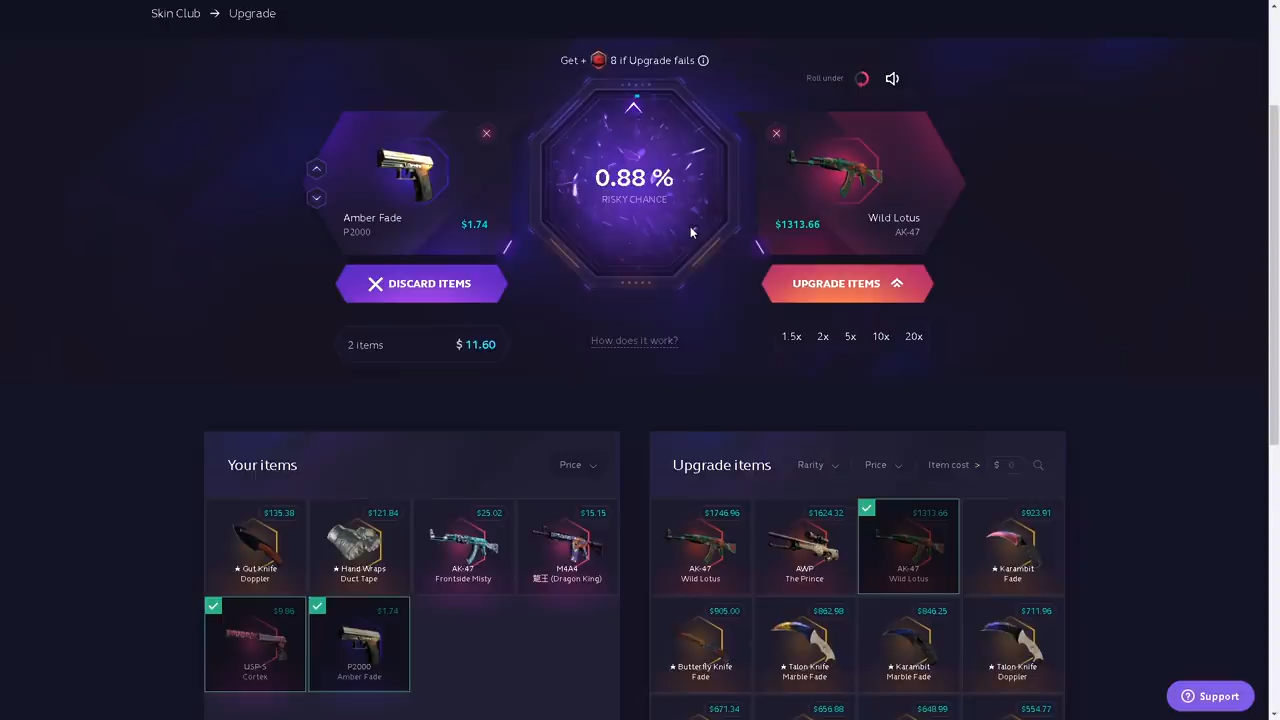 Skin Club → Upgrade
Get + 8 if Upgrade fails
Roll under
0.88 %
RISKY CHANCE
Amber Fade
P2000
$1.74
$1313.66
Wild Lotus
AK-47
DISCARD ITEMS
UPGRADE ITEMS
2 items
$ 11.60
How does it work?
1.5x 2x 5x 10x 20x
Your items
Price
Upgrade items
Rarity
Price
Item cost >
$ 0
$135.38
★ Gut Knife
Doppler
$121.84
★ Hand Wraps
Duct Tape
$25.02
AK-47
Frontside Misty
$15.15
M4A4
龍王 (Dragon King)
$9.86
USP-S
Cortex
$1.74
P2000
Amber Fade
$1746.96
AK-47
Wild Lotus
$1624.32
AWP
The Prince
$1313.66
AK-47
Wild Lotus
$923.91
★ Karambit
Fade
$905.00
★ Butterfly Knife
Fade
$862.98
★ Talon Knife
Marble Fade
$846.25
★ Karambit
Marble Fade
$711.96
★ Talon Knife
Doppler
$671.34
$656.88
$648.99
$554.77
Support